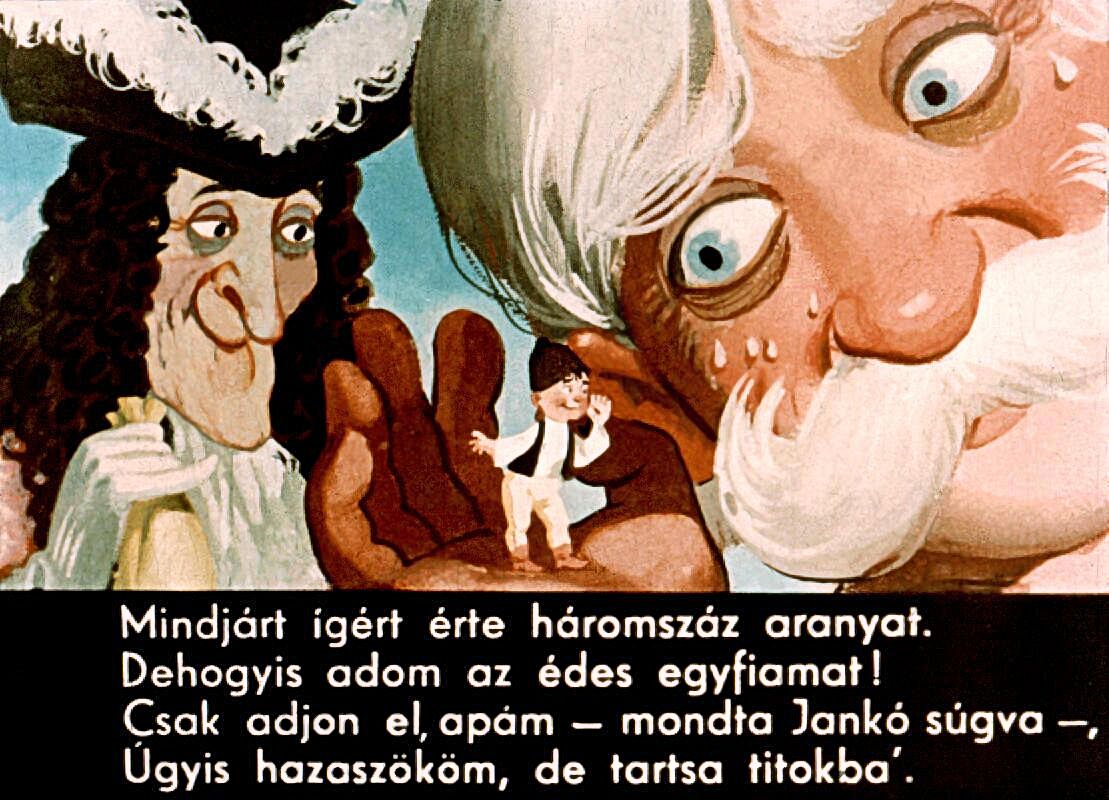 Mindjárt ígért érte háromszáz aranyat.
Dehogyis adom az édes egyfiamat!
Csak adjon el, apám – mondta Jankó súgva –,
Úgyis hazaszököm, de tartsa titokba’.